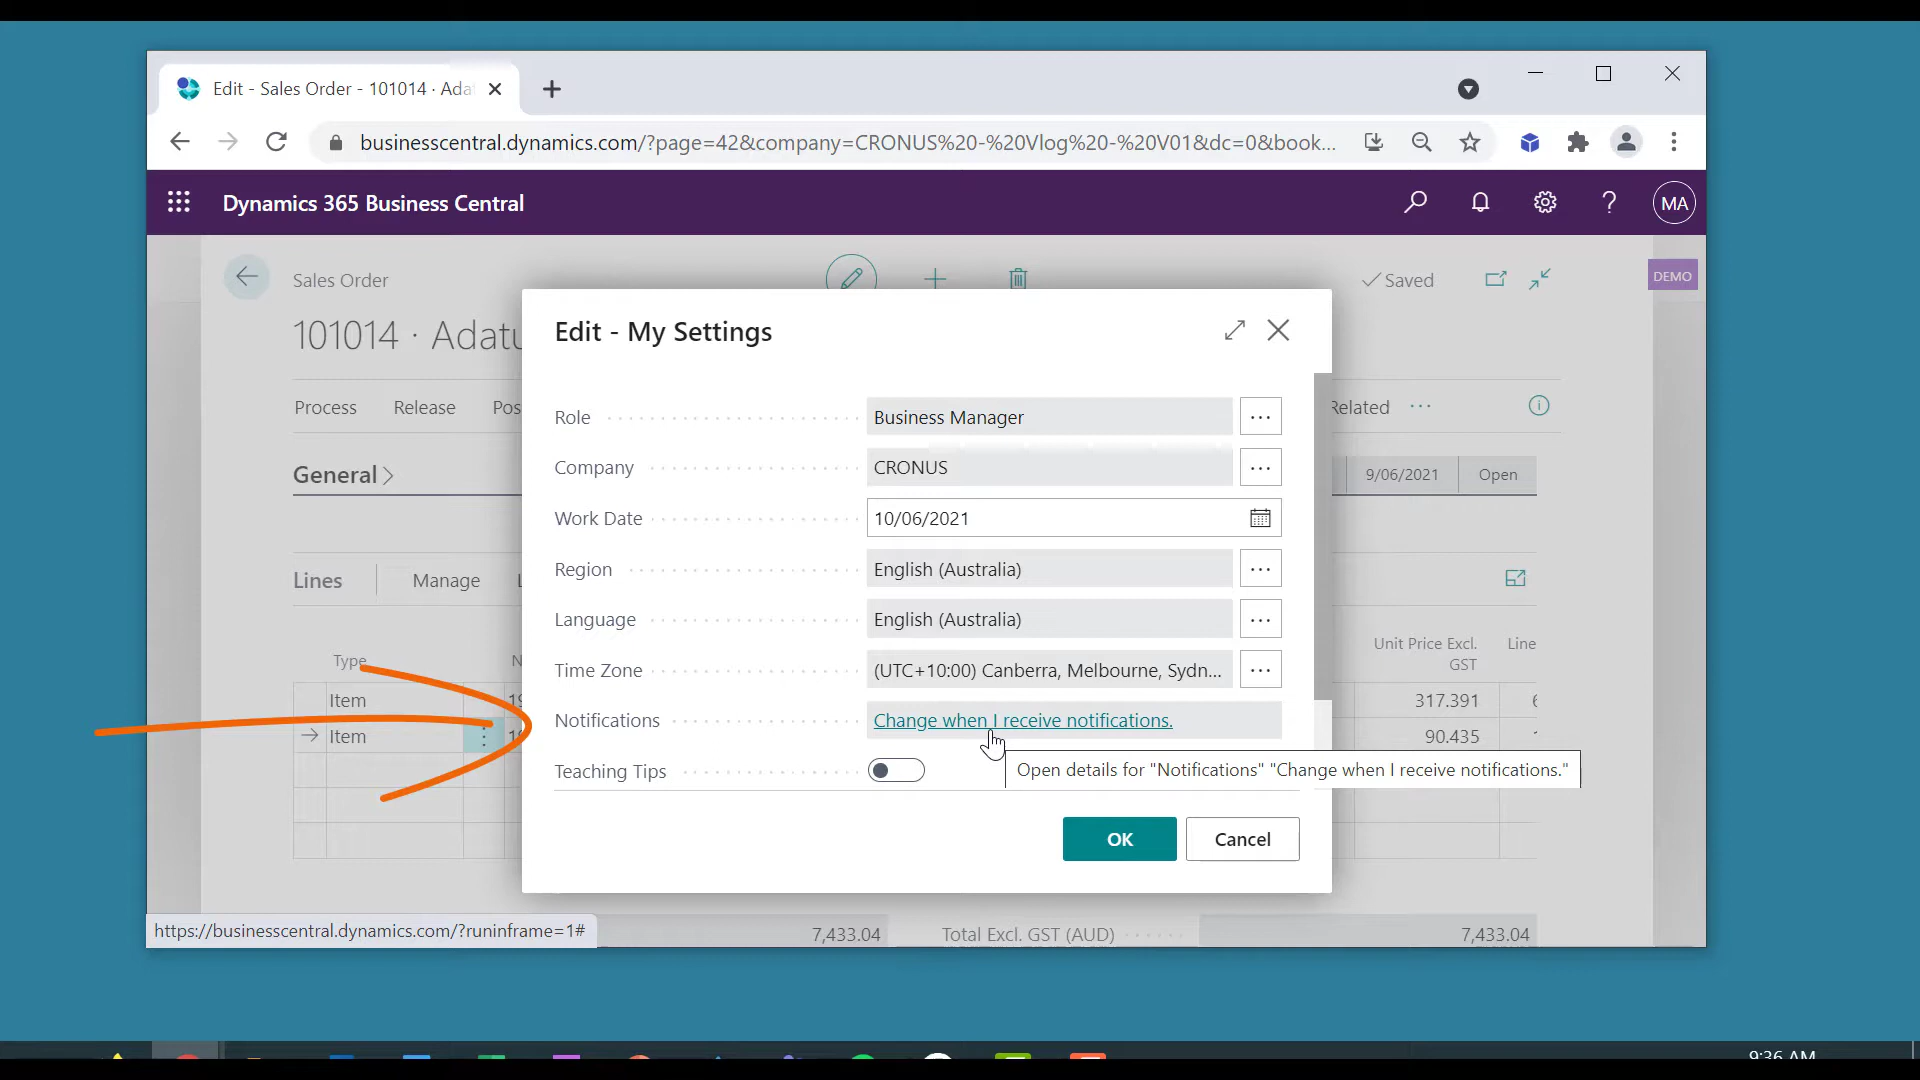 Edit - Sales Order - 101014 · Ada
businesscentral.dynamics.com/?page=42&company=CRONUS%20-%20Vlog%20-%20V01&dc=0&book...
Dynamics 365 Business Central
MA
Sales Order
Saved
DEMO
101014 · Adatu
Edit - My Settings
Process
Release
Pos
Related
General
9/06/2021
Open
Role
Business Manager
Company
CRONUS
Work Date
10/06/2021
Region
English (Australia)
Language
English (Australia)
Time Zone
(UTC+10:00) Canberra, Melbourne, Sydn...
Notifications
Change when I receive notifications.
Teaching Tips
Open details for "Notifications" "Change when I receive notifications."
OK
Cancel
Lines
Manage
Type
Unit Price Excl.
GST
Line
Item
317.391
Item
90.435
https://businesscentral.dynamics.com/?runinframe=1#
7,433.04
Total Excl. GST (AUD)
7,433.04
9:36 AM